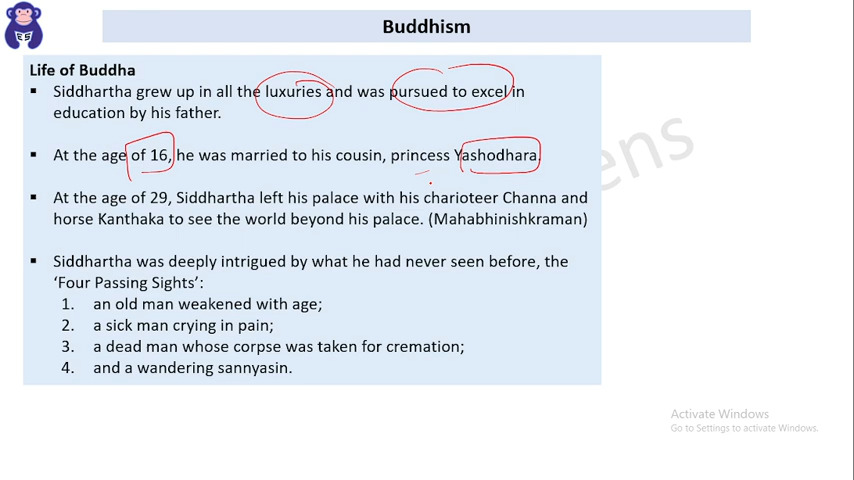 Buddhism
Life of Buddha
▪ Siddhartha grew up in all the luxuries and was pursued to excel in
education by his father.
▪ At the age of 16, he was married to his cousin, princess Yashodhara.
▪ At the age of 29, Siddhartha left his palace with his charioteer Channa and
horse Kanthaka to see the world beyond his palace. (Mahabhinishkraman)
▪ Siddhartha was deeply intrigued by what he had never seen before, the
‘Four Passing Sights’:
1. an old man weakened with age;
2. a sick man crying in pain;
3. a dead man whose corpse was taken for cremation;
4. and a wandering sannyasin.
ens
Activate Windows
Go to Settings to activate Windows.